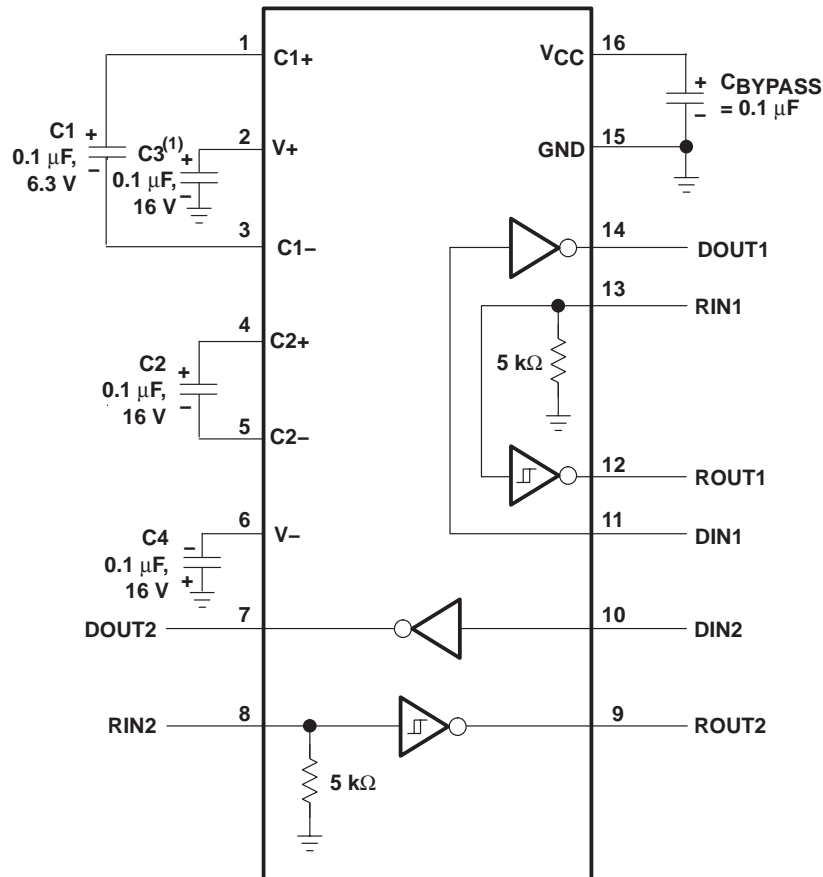 1
C1+
C1
0.1 μF,
6.3 V
+
−
2
V+
C3(1)
0.1 μF,
16 V
+
−
3
C1−
4
C2+
C2
0.1 μF,
16 V
+
−
5
C2−
6
V−
C4
0.1 μF,
16 V
−
+
DOUT2
7
RIN2
8
5 kΩ
VCC
16
+
−
CBYPASS
= 0.1 μF
GND
15
14
DOUT1
13
RIN1
5 kΩ
12
ROUT1
11
DIN1
10
DIN2
9
ROUT2